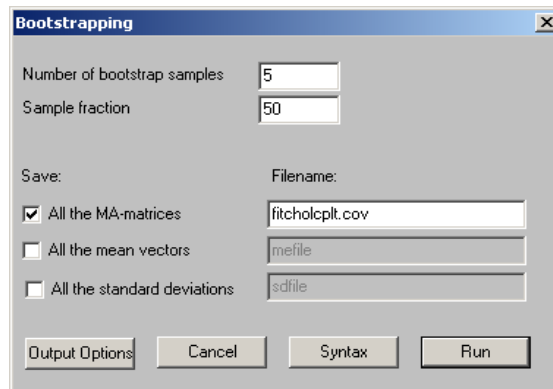 Bootstrapping
Number of bootstrap samples 5
Sample fraction 50
Save: Filename:
All the MA-matrices fitcholcplt.cov
All the mean vectors mefile
All the standard deviations sdfile
Output Options Cancel Syntax Run